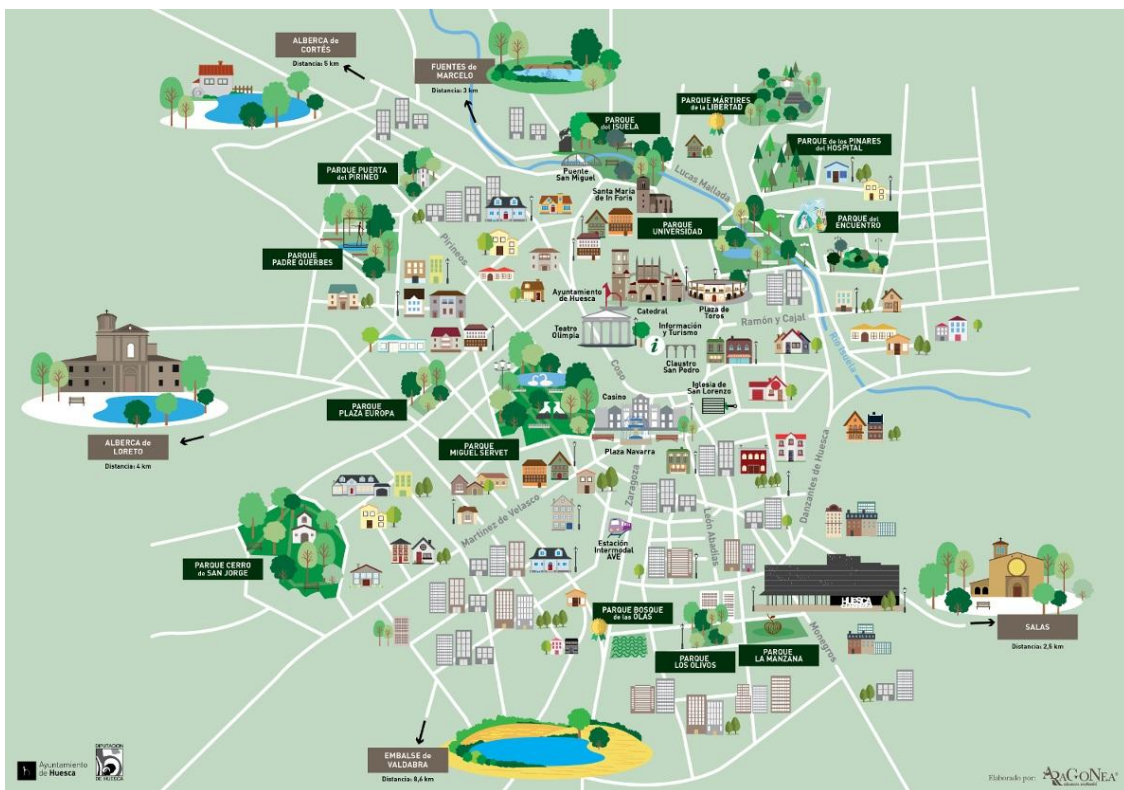 ALBERCA de
CORTÉS
Distancia: 5 km
FUENTES de
MARCELO
Distancia: 3 km
PARQUE
del ISUELA
PARQUE MÁRTIRES
de la LIBERTAD
PARQUE de los PINARES
del HOSPITAL
Puente
San Miguel
Lucas Mallada
PARQUE PUERTA
del PIRINEO
Santa María
de In Foris
PARQUE
UNIVERSIDAD
PARQUE del
ENCUENTRO
PARQUE
PADRE QUERBES
Pirineos
Ayuntamiento
de Huesca
Catedral
Plaza de
Toros
Ramón y Cajal
Teatro
Olimpia
Información
y Turismo
i
Claustro
San Pedro
Río Isuela
Coso
Iglesia de
San Lorenzo
Casino
PARQUE
PLAZA EUROPA
ALBERCA de
LORETO
Distancia: 4 km
PARQUE
MIGUEL SERVET
Plaza Navarra
Zaragoza
Danzantes de Huesca
Martínez de Velasco
León Abadías
Estación
Intermodal
AVE
PARQUE CERRO
de SAN JORGE
HUESCA
PARQUE BOSQUE
de las OLAS
PARQUE
LOS OLIVOS
PARQUE
LA MANZANA
Monegros
SALAS
Distancia: 2,5 km
EMBALSE de
VALDABRA
Distancia: 8,6 km
Ayuntamiento
de Huesca
DIPUTACIÓN
DE HUESCA
Elaborado por: ARAGONEA